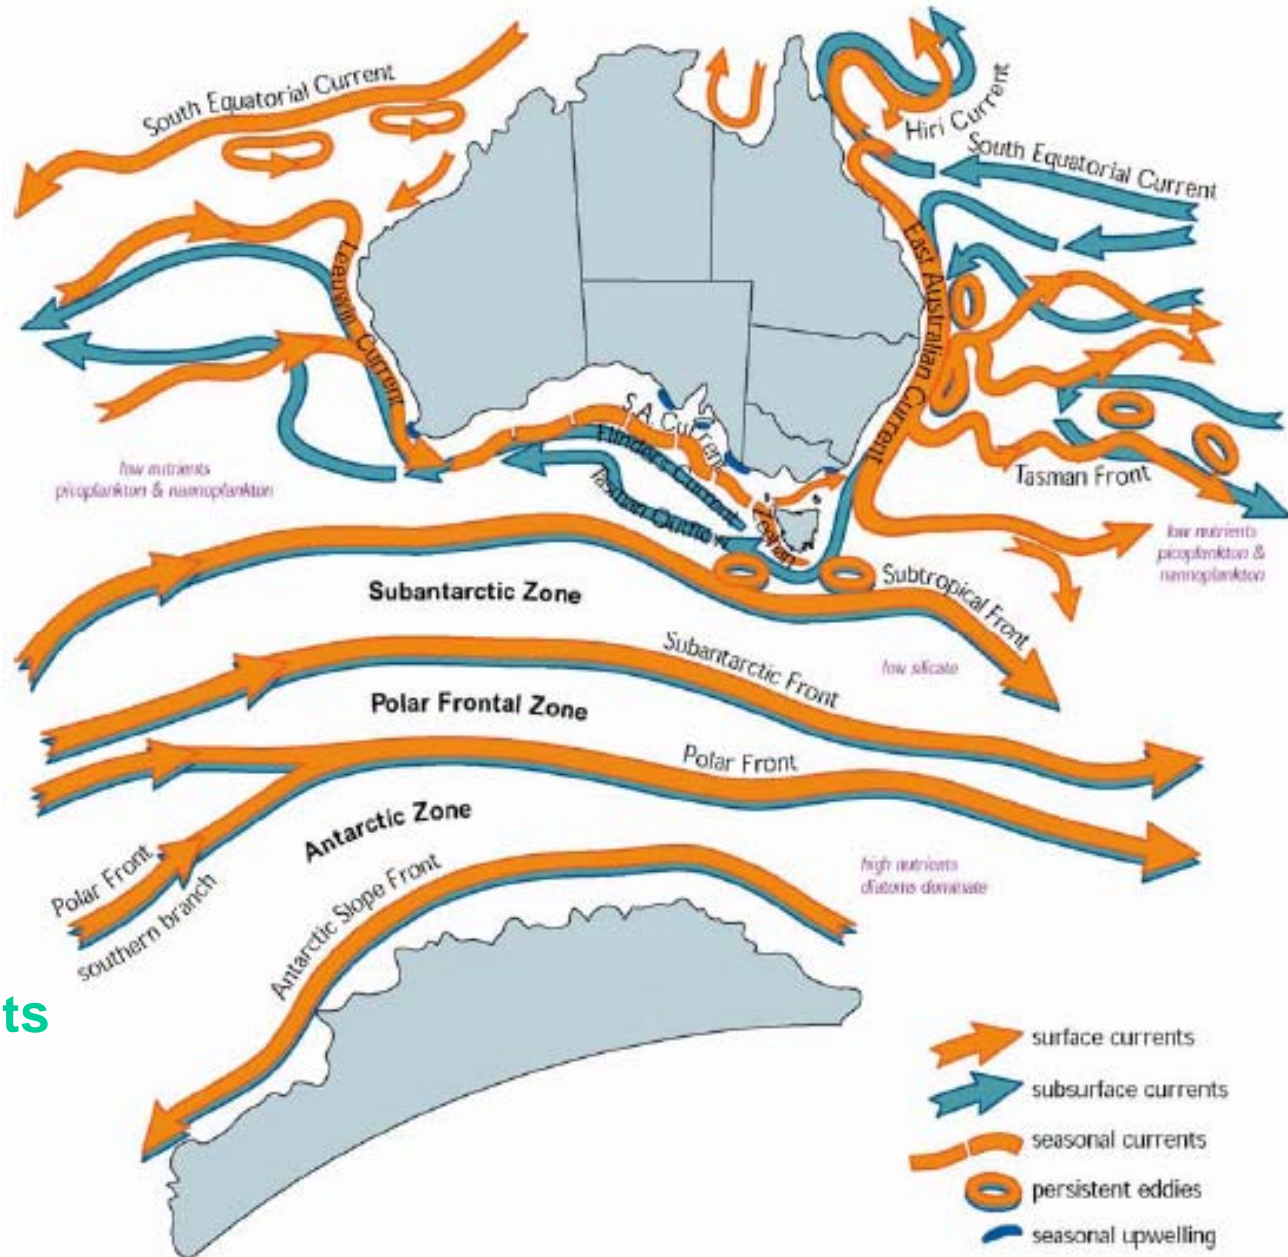 South Equatorial Current
Hiri Current
South Equatorial Current
Leeuwin Current
East Australian Current
S.A. Current
Flinders Current
Tasman Outflow
Zeehan
Tasman Front
low nutrients
picoplankton & nannoplankton
low nutrients
picoplankton &
nannoplankton
Subtropical Front
Subantarctic Zone
Subantarctic Front
low silicate
Polar Frontal Zone
Polar Front
Antarctic Zone
Polar Front
southern branch
Antarctic Slope Front
high nutrients
diatoms dominate
ts
surface currents
subsurface currents
seasonal currents
persistent eddies
seasonal upwelling